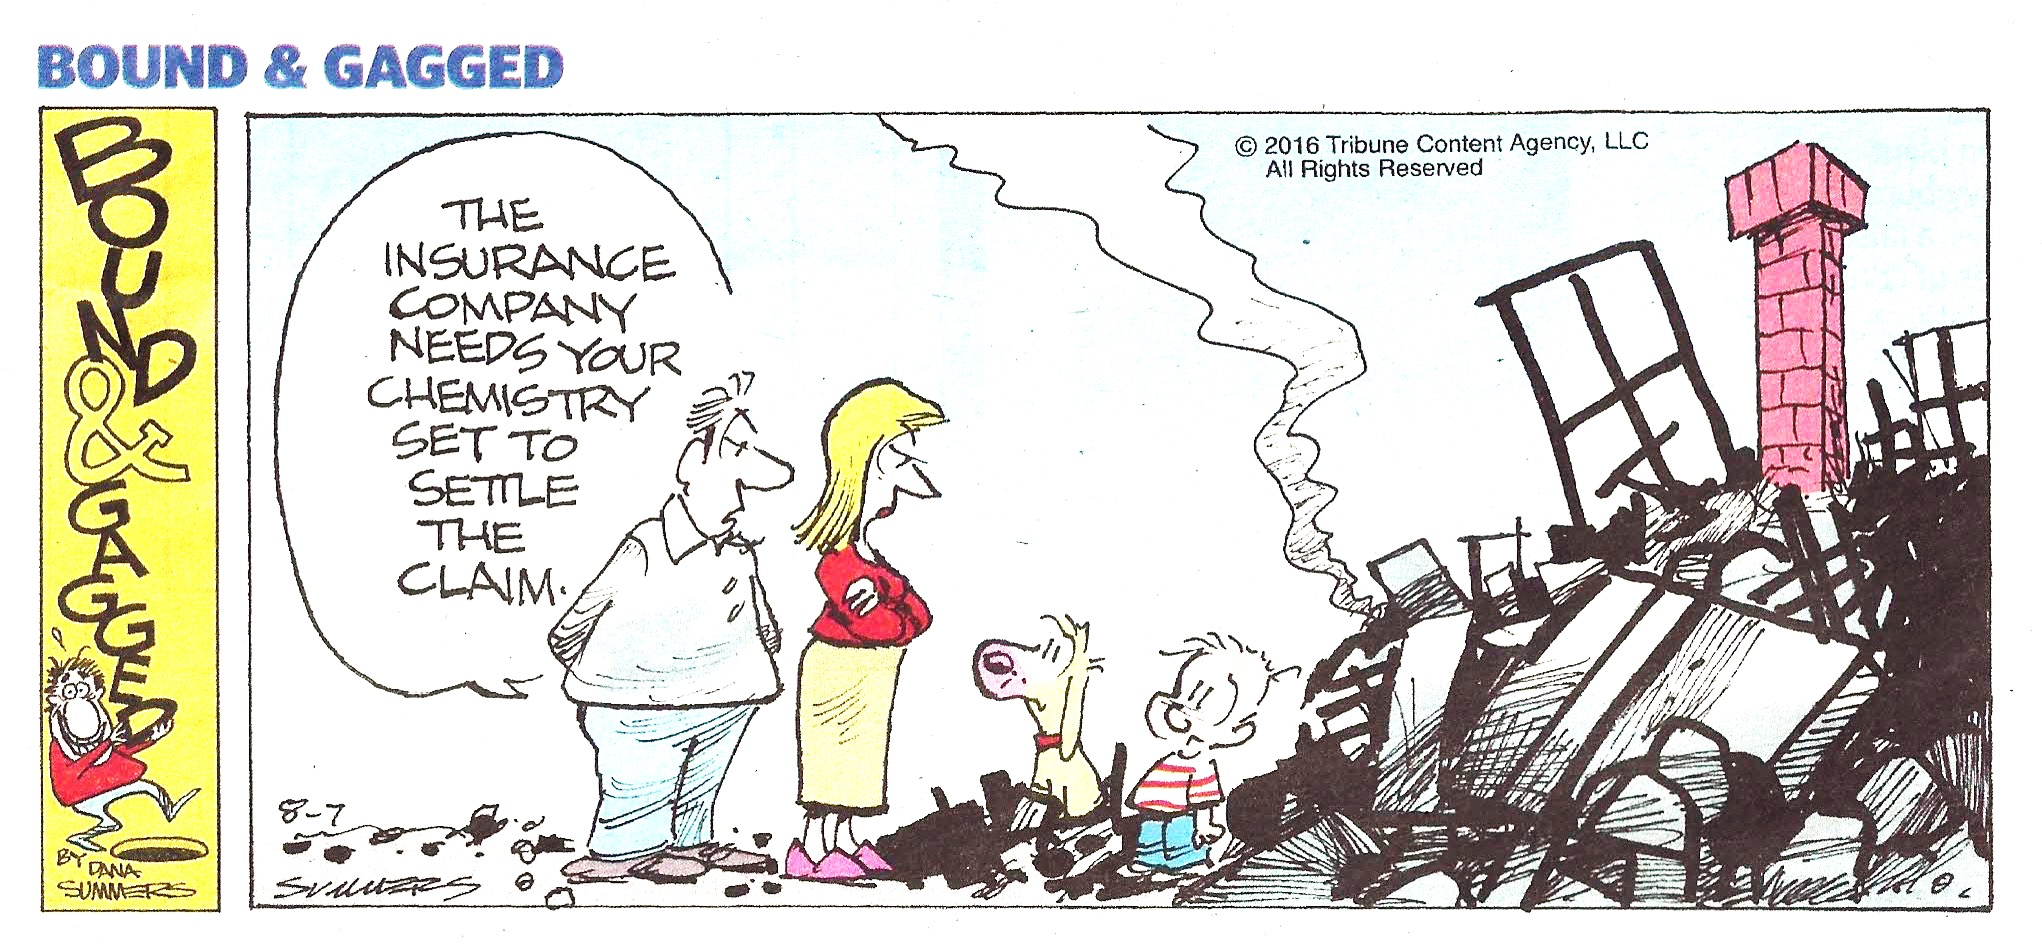 BOUND & GAGGED
BOUND
&
GAGGED
BY
DANA
SUMMERS
THE
INSURANCE
COMPANY
NEEDS YOUR
CHEMISTRY
SET TO
SETTLE
THE
CLAIM.
© 2016 Tribune Content Agency, LLC
All Rights Reserved
8-7
SUMMERS